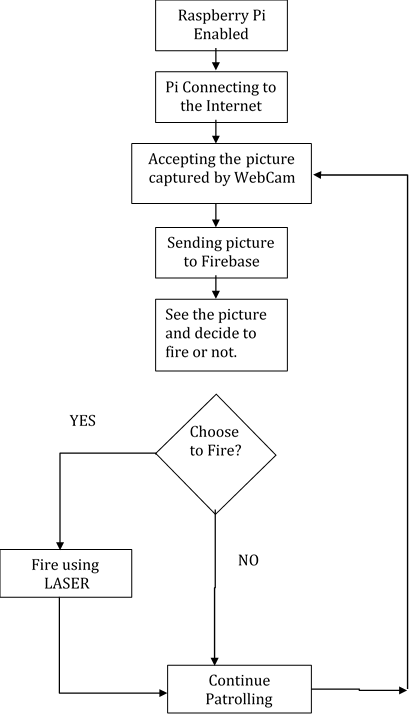 Raspberry Pi
Enabled
Pi Connecting to
the Internet
Accepting the picture
captured by WebCam
Sending picture
to Firebase
See the picture
and decide to
fire or not.
YES
Choose
to Fire?
NO
Fire using
LASER
Continue
Patrolling